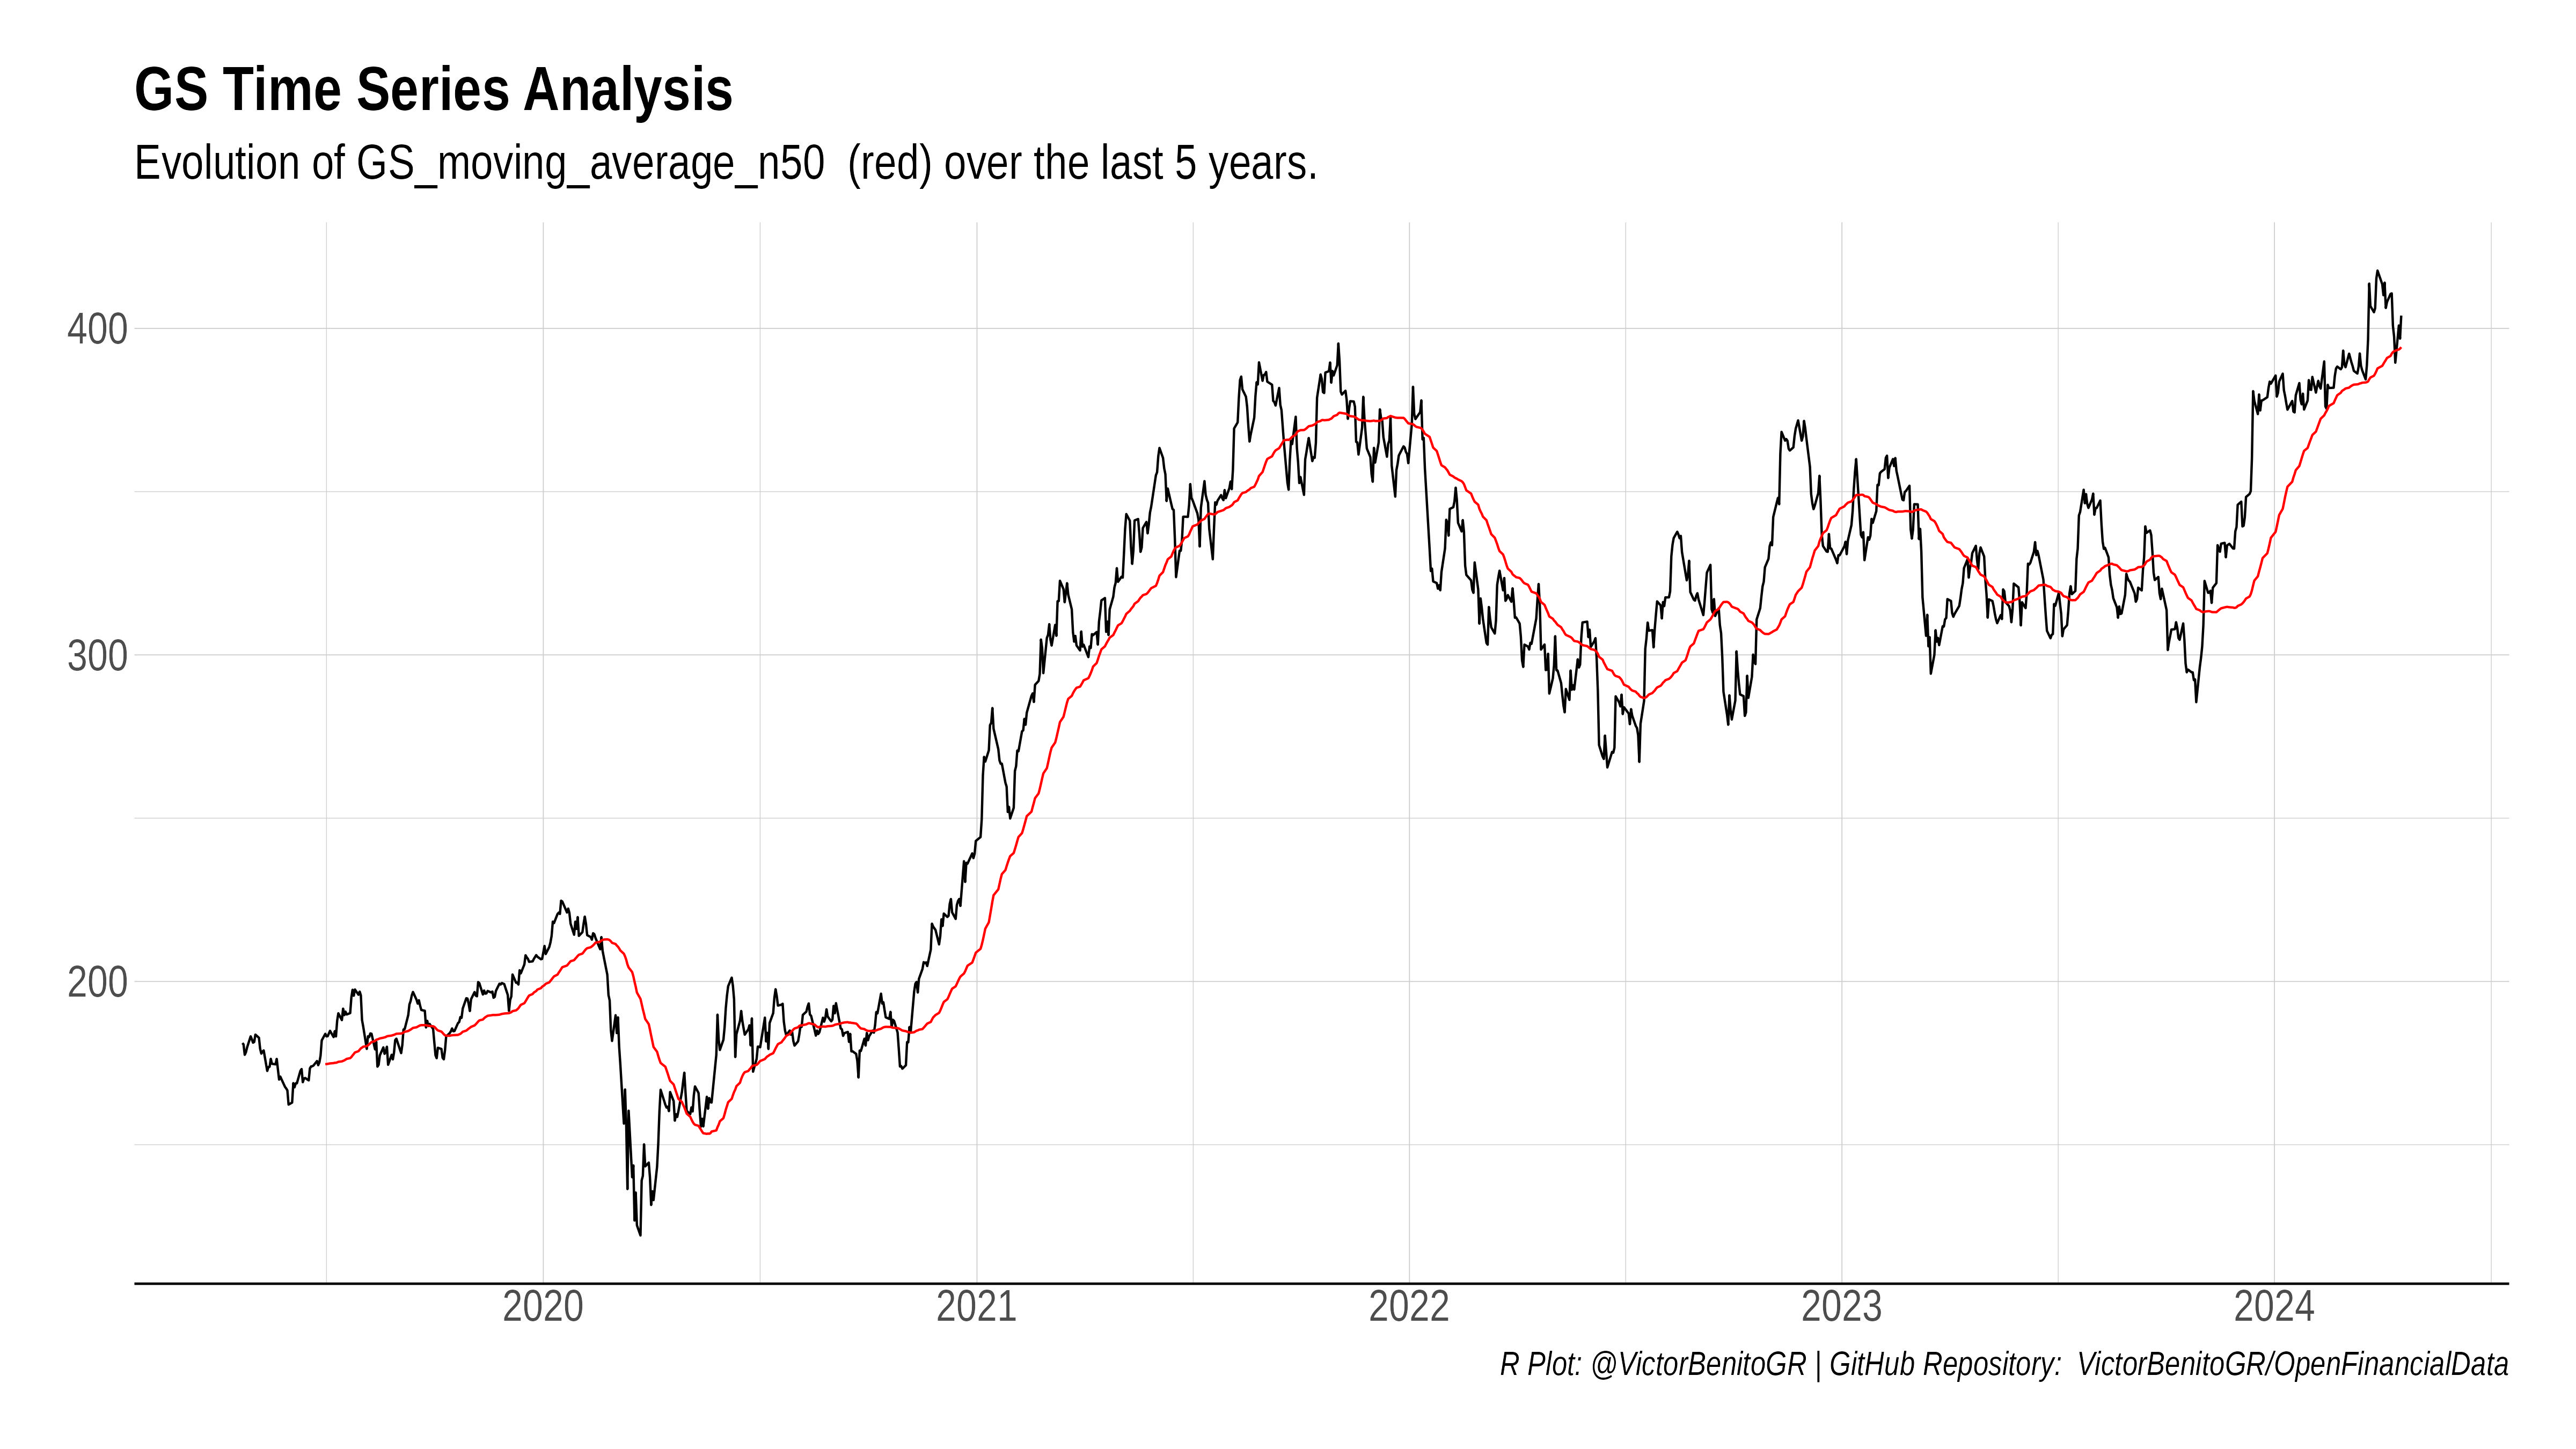 GS Time Series Analysis
Evolution of GS_moving_average_n50  (red) over the last 5 years.
400
300
200
2020 2021 2022 2023 2024
R Plot: @VictorBenitoGR | GitHub Repository:  VictorBenitoGR/OpenFinancialData